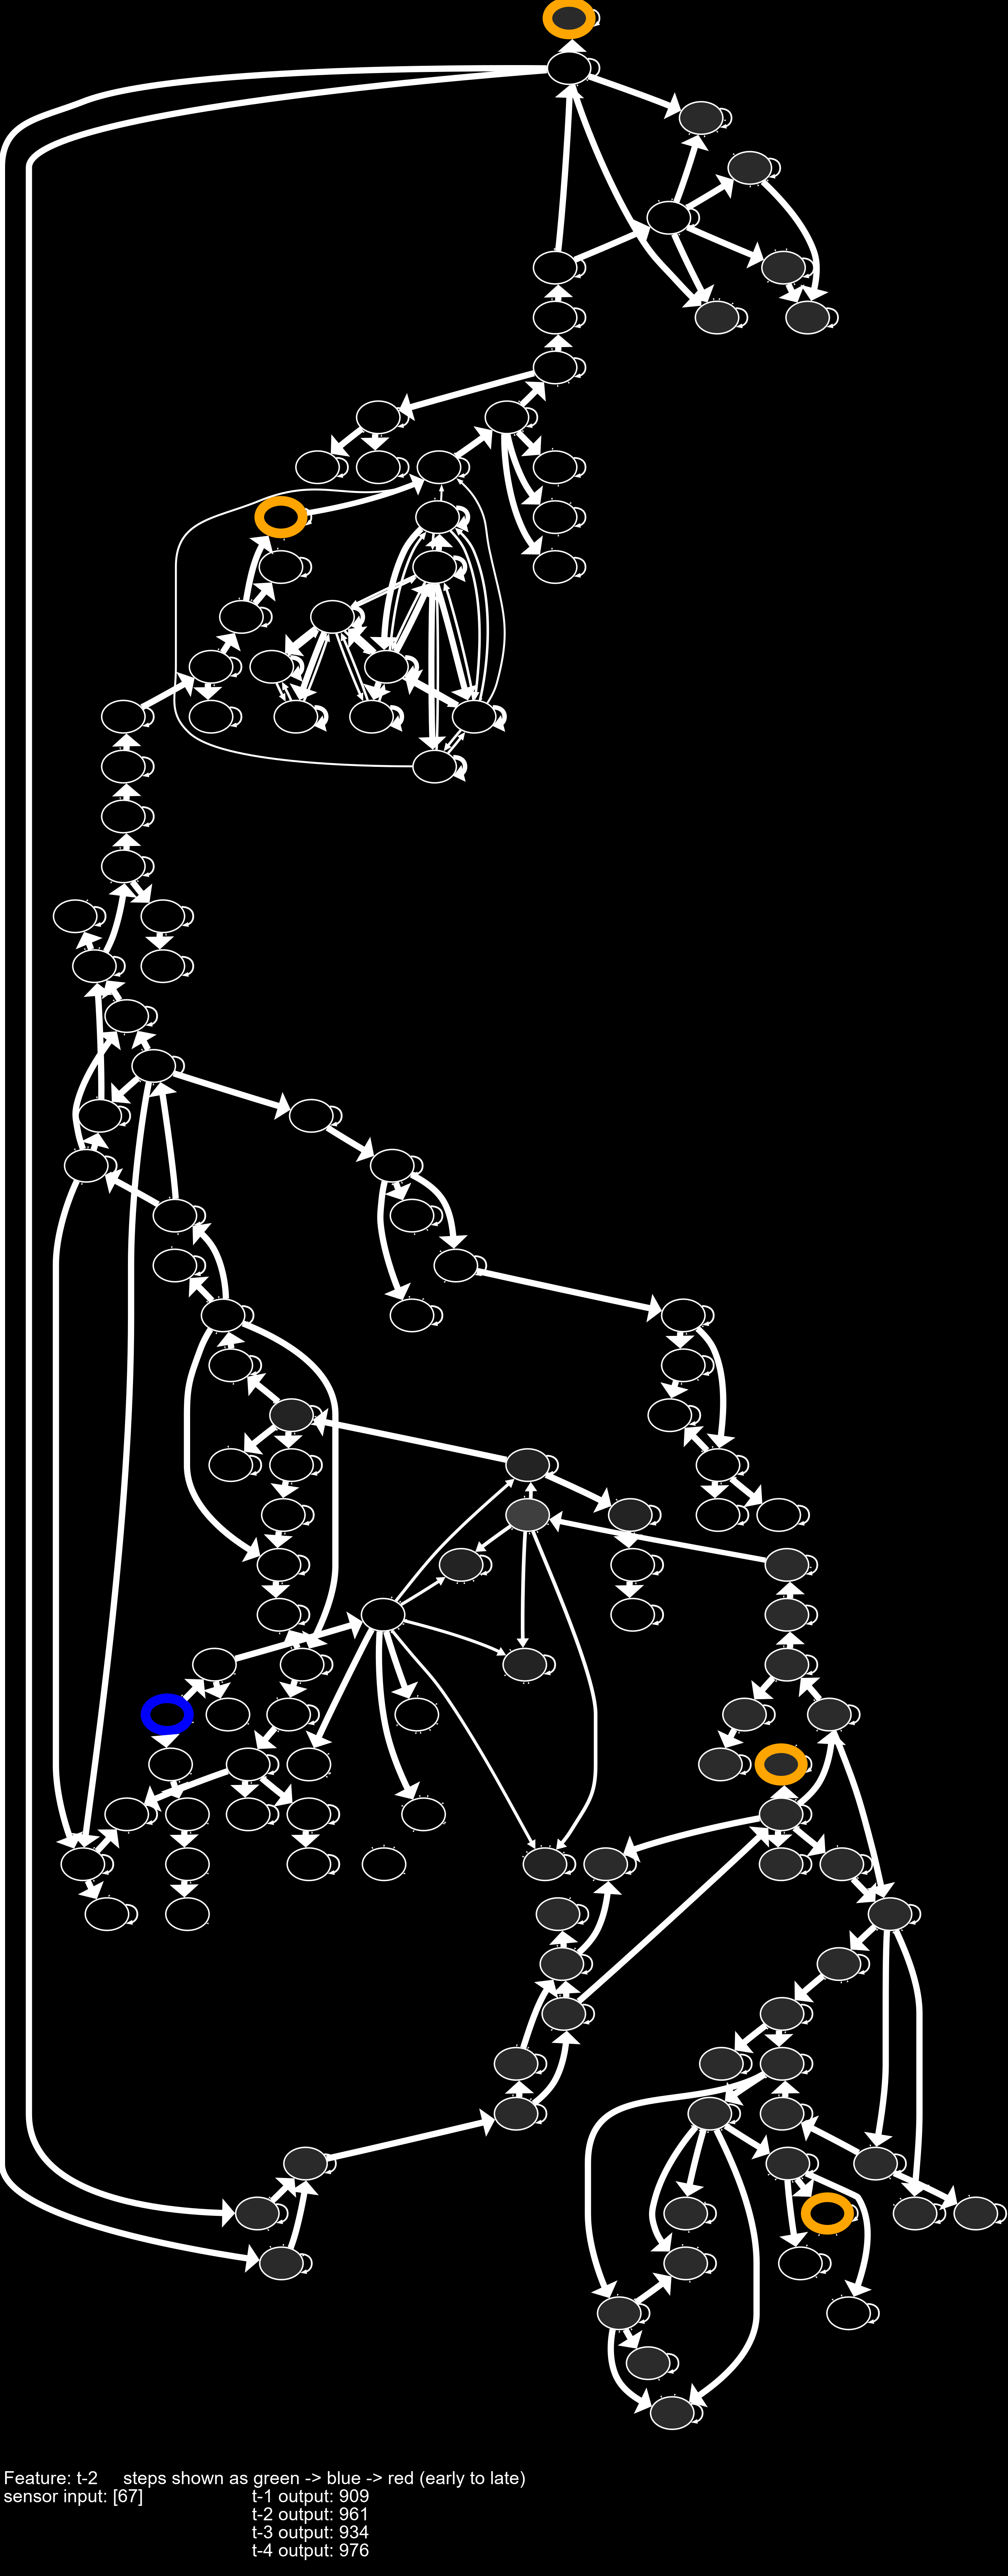 Feature: t-2 steps shown as green -> blue -> red (early to late)
sensor input: [67] t-1 output: 909
t-2 output: 961
t-3 output: 934
t-4 output: 976